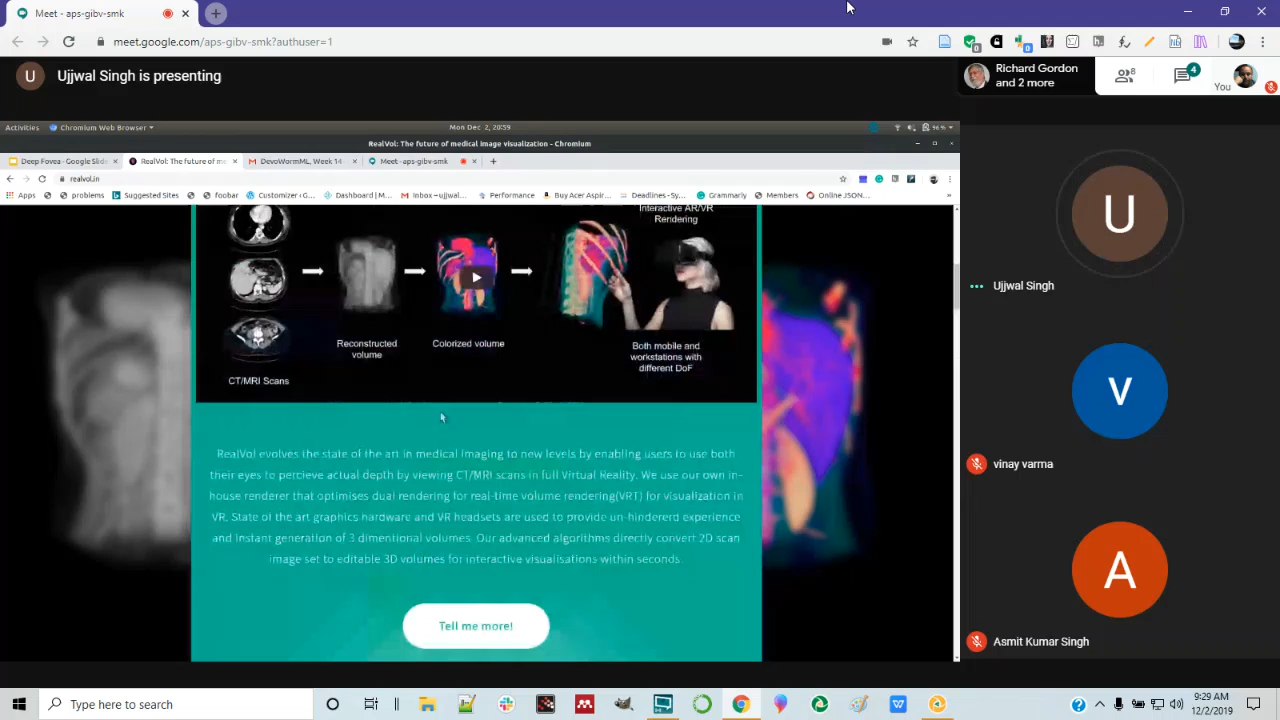 Meet - aps-gibv-smk
meet.google.com/aps-gibv-smk?authuser=1
U Ujjwal Singh is presenting
Richard Gordon
and 2 more
8
4
You
Activities Chromium Web Browser Mon Dec 2, 20:59 96 %
RealVol: The future of medical image visualization - Chromium
Deep Fovea - Google Slide RealVol: The future of me DevoWormML, Week 14 Meet - aps-gibv-smk
realvol.in
Apps problems Suggested Sites foobar Customizer - G... Dashboard | M... Inbox – ujjwal... Performance Buy Acer Aspir... Deadlines - Sy... Grammarly Members Online JSON...
Interactive AR/VR
Rendering
Reconstructed
volume
Colorized volume
Both mobile and
workstations with
different DoF
CT/MRI Scans
RealVol evolves the state of the art in medical imaging to new levels by enabling users to use both
their eyes to percieve actual depth by viewing CT/MRI scans in full Virtual Reality. We use our own in-
house renderer that optimises dual rendering for real-time volume rendering(VRT) for visualization in
VR. State of the art graphics hardware and VR headsets are used to provide un-hindererd experience
and instant generation of 3 dimentional volumes. Our advanced algorithms directly convert 2D scan
image set to editable 3D volumes for interactive visualisations within seconds.
Tell me more!
U
Ujjwal Singh
V
vinay varma
A
Asmit Kumar Singh
Type here to search
9:29 AM
12/2/2019